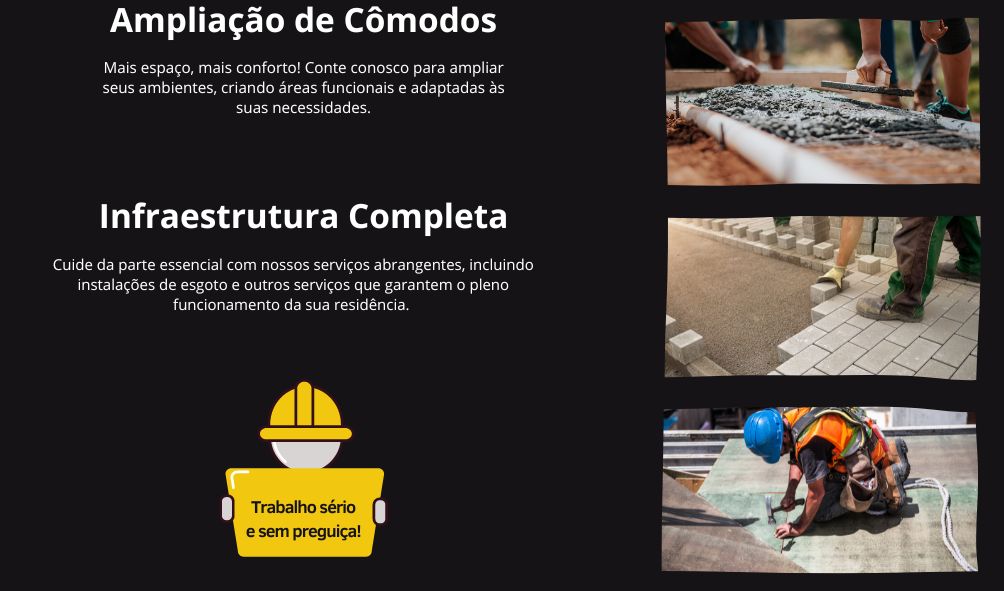 Ampliação de Cômodos
Mais espaço, mais conforto! Conte conosco para ampliar
seus ambientes, criando áreas funcionais e adaptadas às
suas necessidades.
Infraestrutura Completa
Cuide da parte essencial com nossos serviços abrangentes, incluindo
instalações de esgoto e outros serviços que garantem o pleno
funcionamento da sua residência.
Trabalho sério
e sem preguiça!